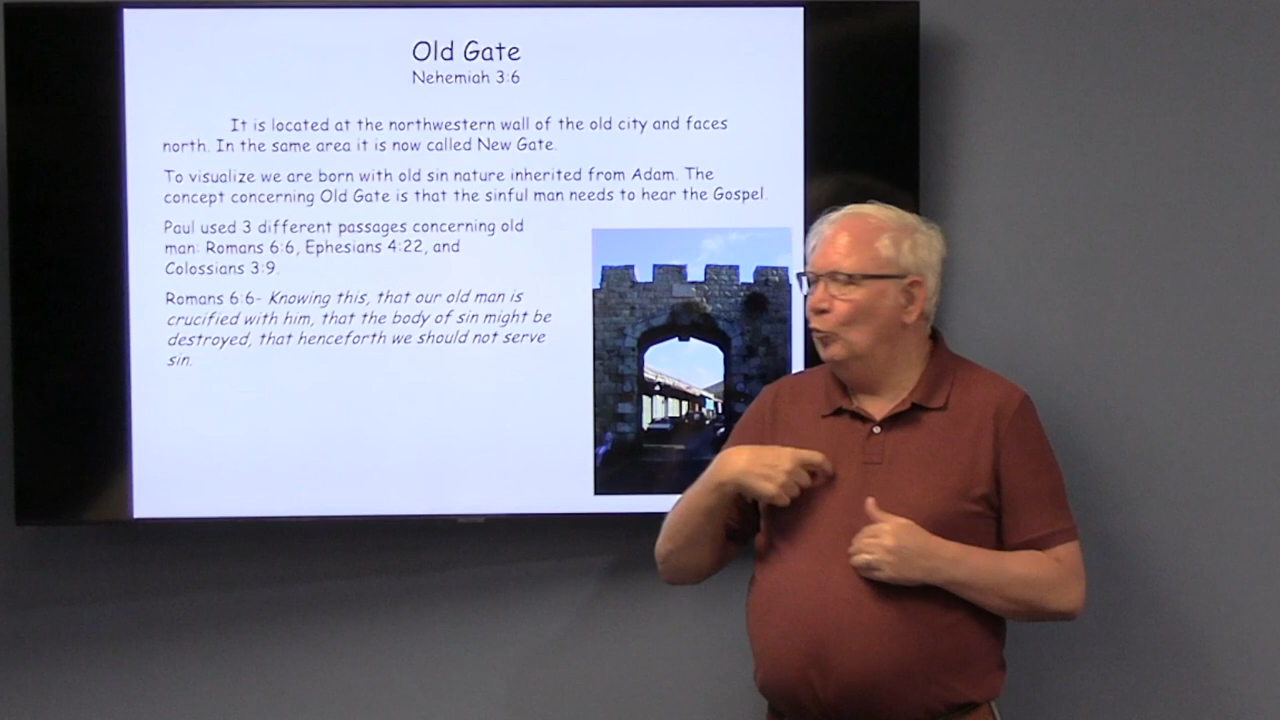 Old Gate
Nehemiah 3:6
It is located at the northwestern wall of the old city and faces
north. In the same area it is now called New Gate.
To visualize we are born with old sin nature inherited from Adam. The
concept concerning Old Gate is that the sinful man needs to hear the Gospel.
Paul used 3 different passages concerning old
man: Romans 6:6, Ephesians 4:22, and
Colossians 3:9.
Romans 6:6- Knowing this, that our old man is
crucified with him, that the body of sin might be
destroyed, that henceforth we should not serve
sin.